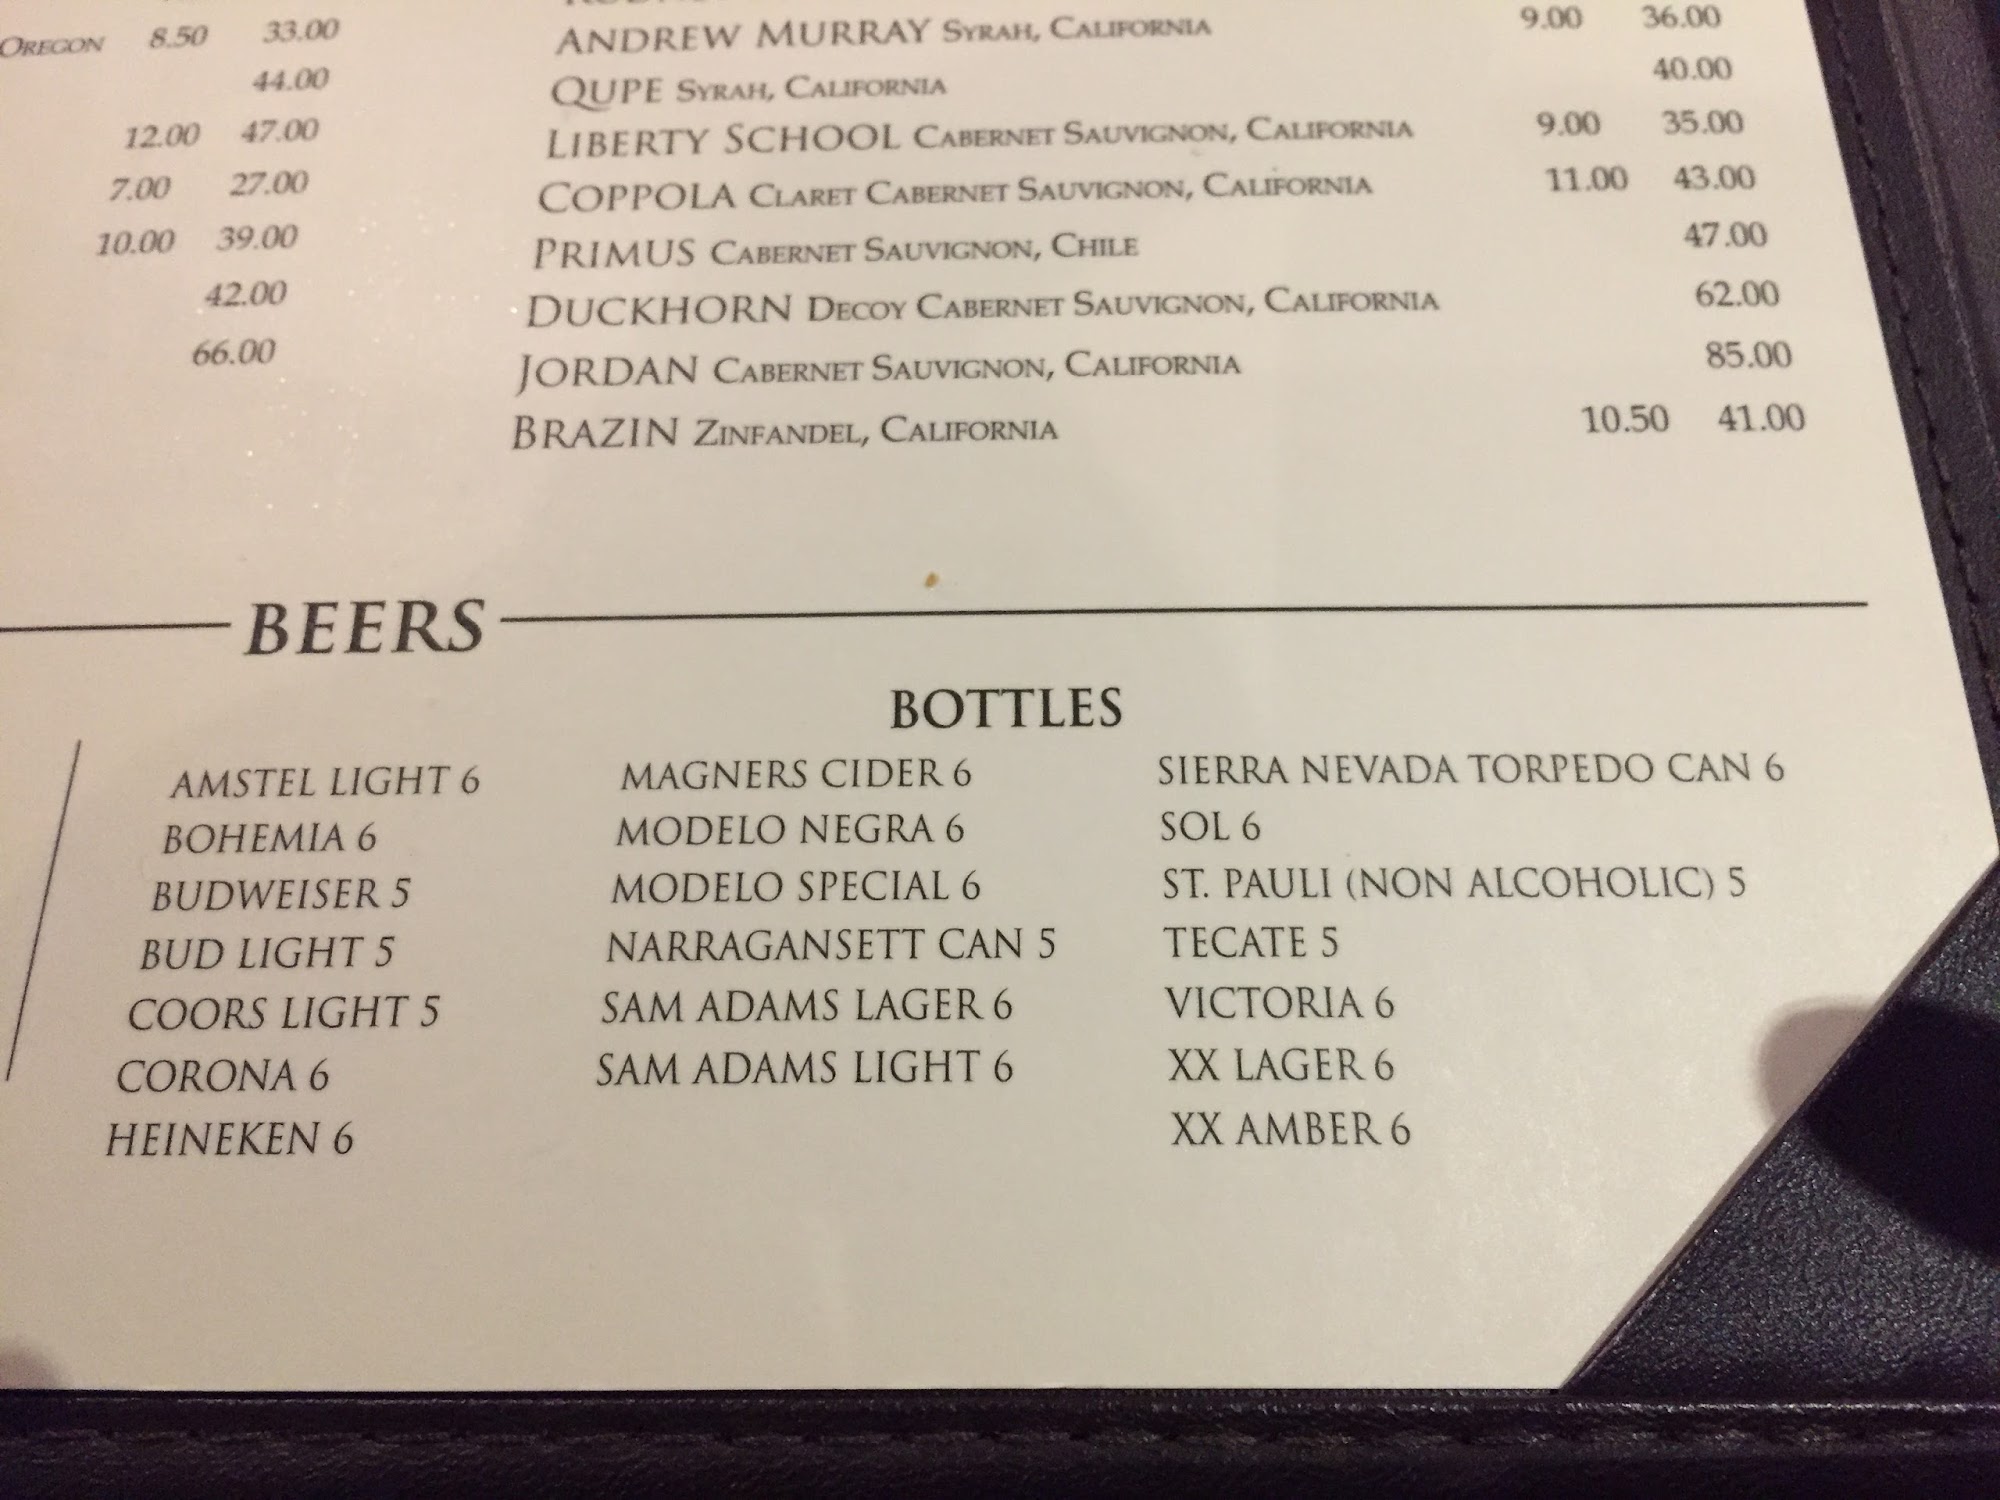 OREGON 8.50 33.00
44.00
12.00 47.00
7.00 27.00
10.00 39.00
42.00
66.00
ANDREW MURRAY SYRAH, CALIFORNIA 9.00 36.00
QUPE SYRAH, CALIFORNIA 40.00
LIBERTY SCHOOL CABERNET SAUVIGNON, CALIFORNIA 9.00 35.00
COPPOLA CLARET CABERNET SAUVIGNON, CALIFORNIA 11.00 43.00
PRIMUS CABERNET SAUVIGNON, CHILE 47.00
DUCKHORN DECOY CABERNET SAUVIGNON, CALIFORNIA 62.00
JORDAN CABERNET SAUVIGNON, CALIFORNIA 85.00
BRAZIN ZINFANDEL, CALIFORNIA 10.50 41.00
BEERS
BOTTLES
AMSTEL LIGHT 6
BOHEMIA 6
BUDWEISER 5
BUD LIGHT 5
COORS LIGHT 5
CORONA 6
HEINEKEN 6
MAGNERS CIDER 6
MODELO NEGRA 6
MODELO SPECIAL 6
NARRAGANSETT CAN 5
SAM ADAMS LAGER 6
SAM ADAMS LIGHT 6
SIERRA NEVADA TORPEDO CAN 6
SOL 6
ST. PAULI (NON ALCOHOLIC) 5
TECATE 5
VICTORIA 6
XX LAGER 6
XX AMBER 6